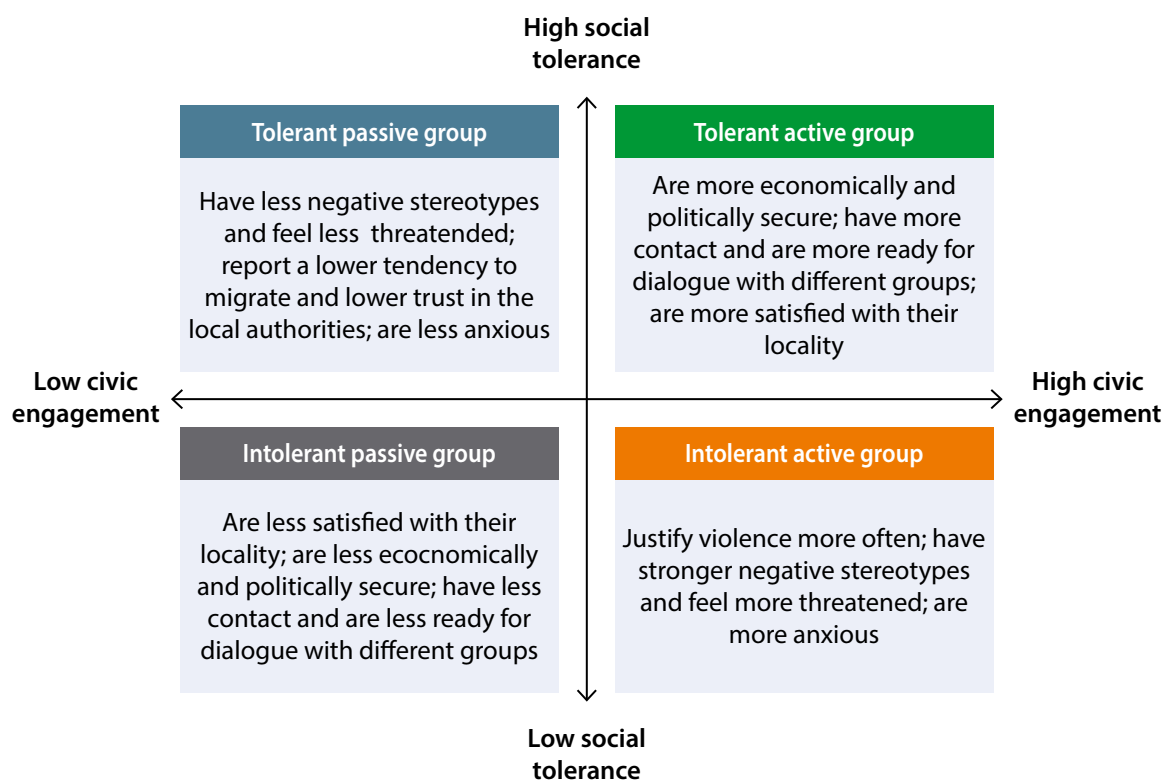 High social
tolerance
Tolerant passive group
Have less negative stereotypes
and feel less threatended;
report a lower tendency to
migrate and lower trust in the
local authorities; are less anxious
Tolerant active group
Are more economically and
politically secure; have more
contact and are more ready for
dialogue with different groups;
are more satisfied with their
locality
Low civic
engagement
High civic
engagement
Intolerant passive group
Are less satisfied with their
locality; are less ecocnomically
and politically secure; have less
contact and are less ready for
dialogue with different groups
Intolerant active group
Justify violence more often; have
stronger negative stereotypes
and feel more threatened; are
more anxious
Low social
tolerance